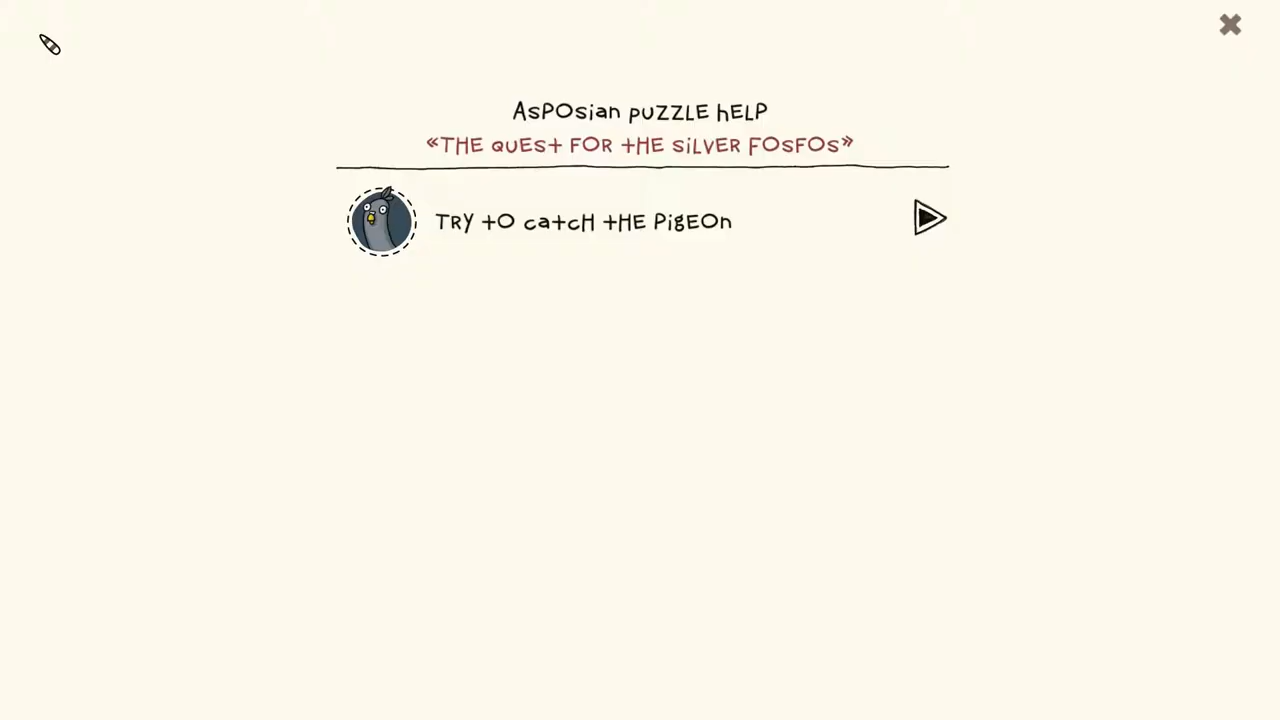 AsPOsian puZZLE hELP
«THE quEst FOR tHE siLVER FOsFOs»
TRY tO catcH tHE PigEOn